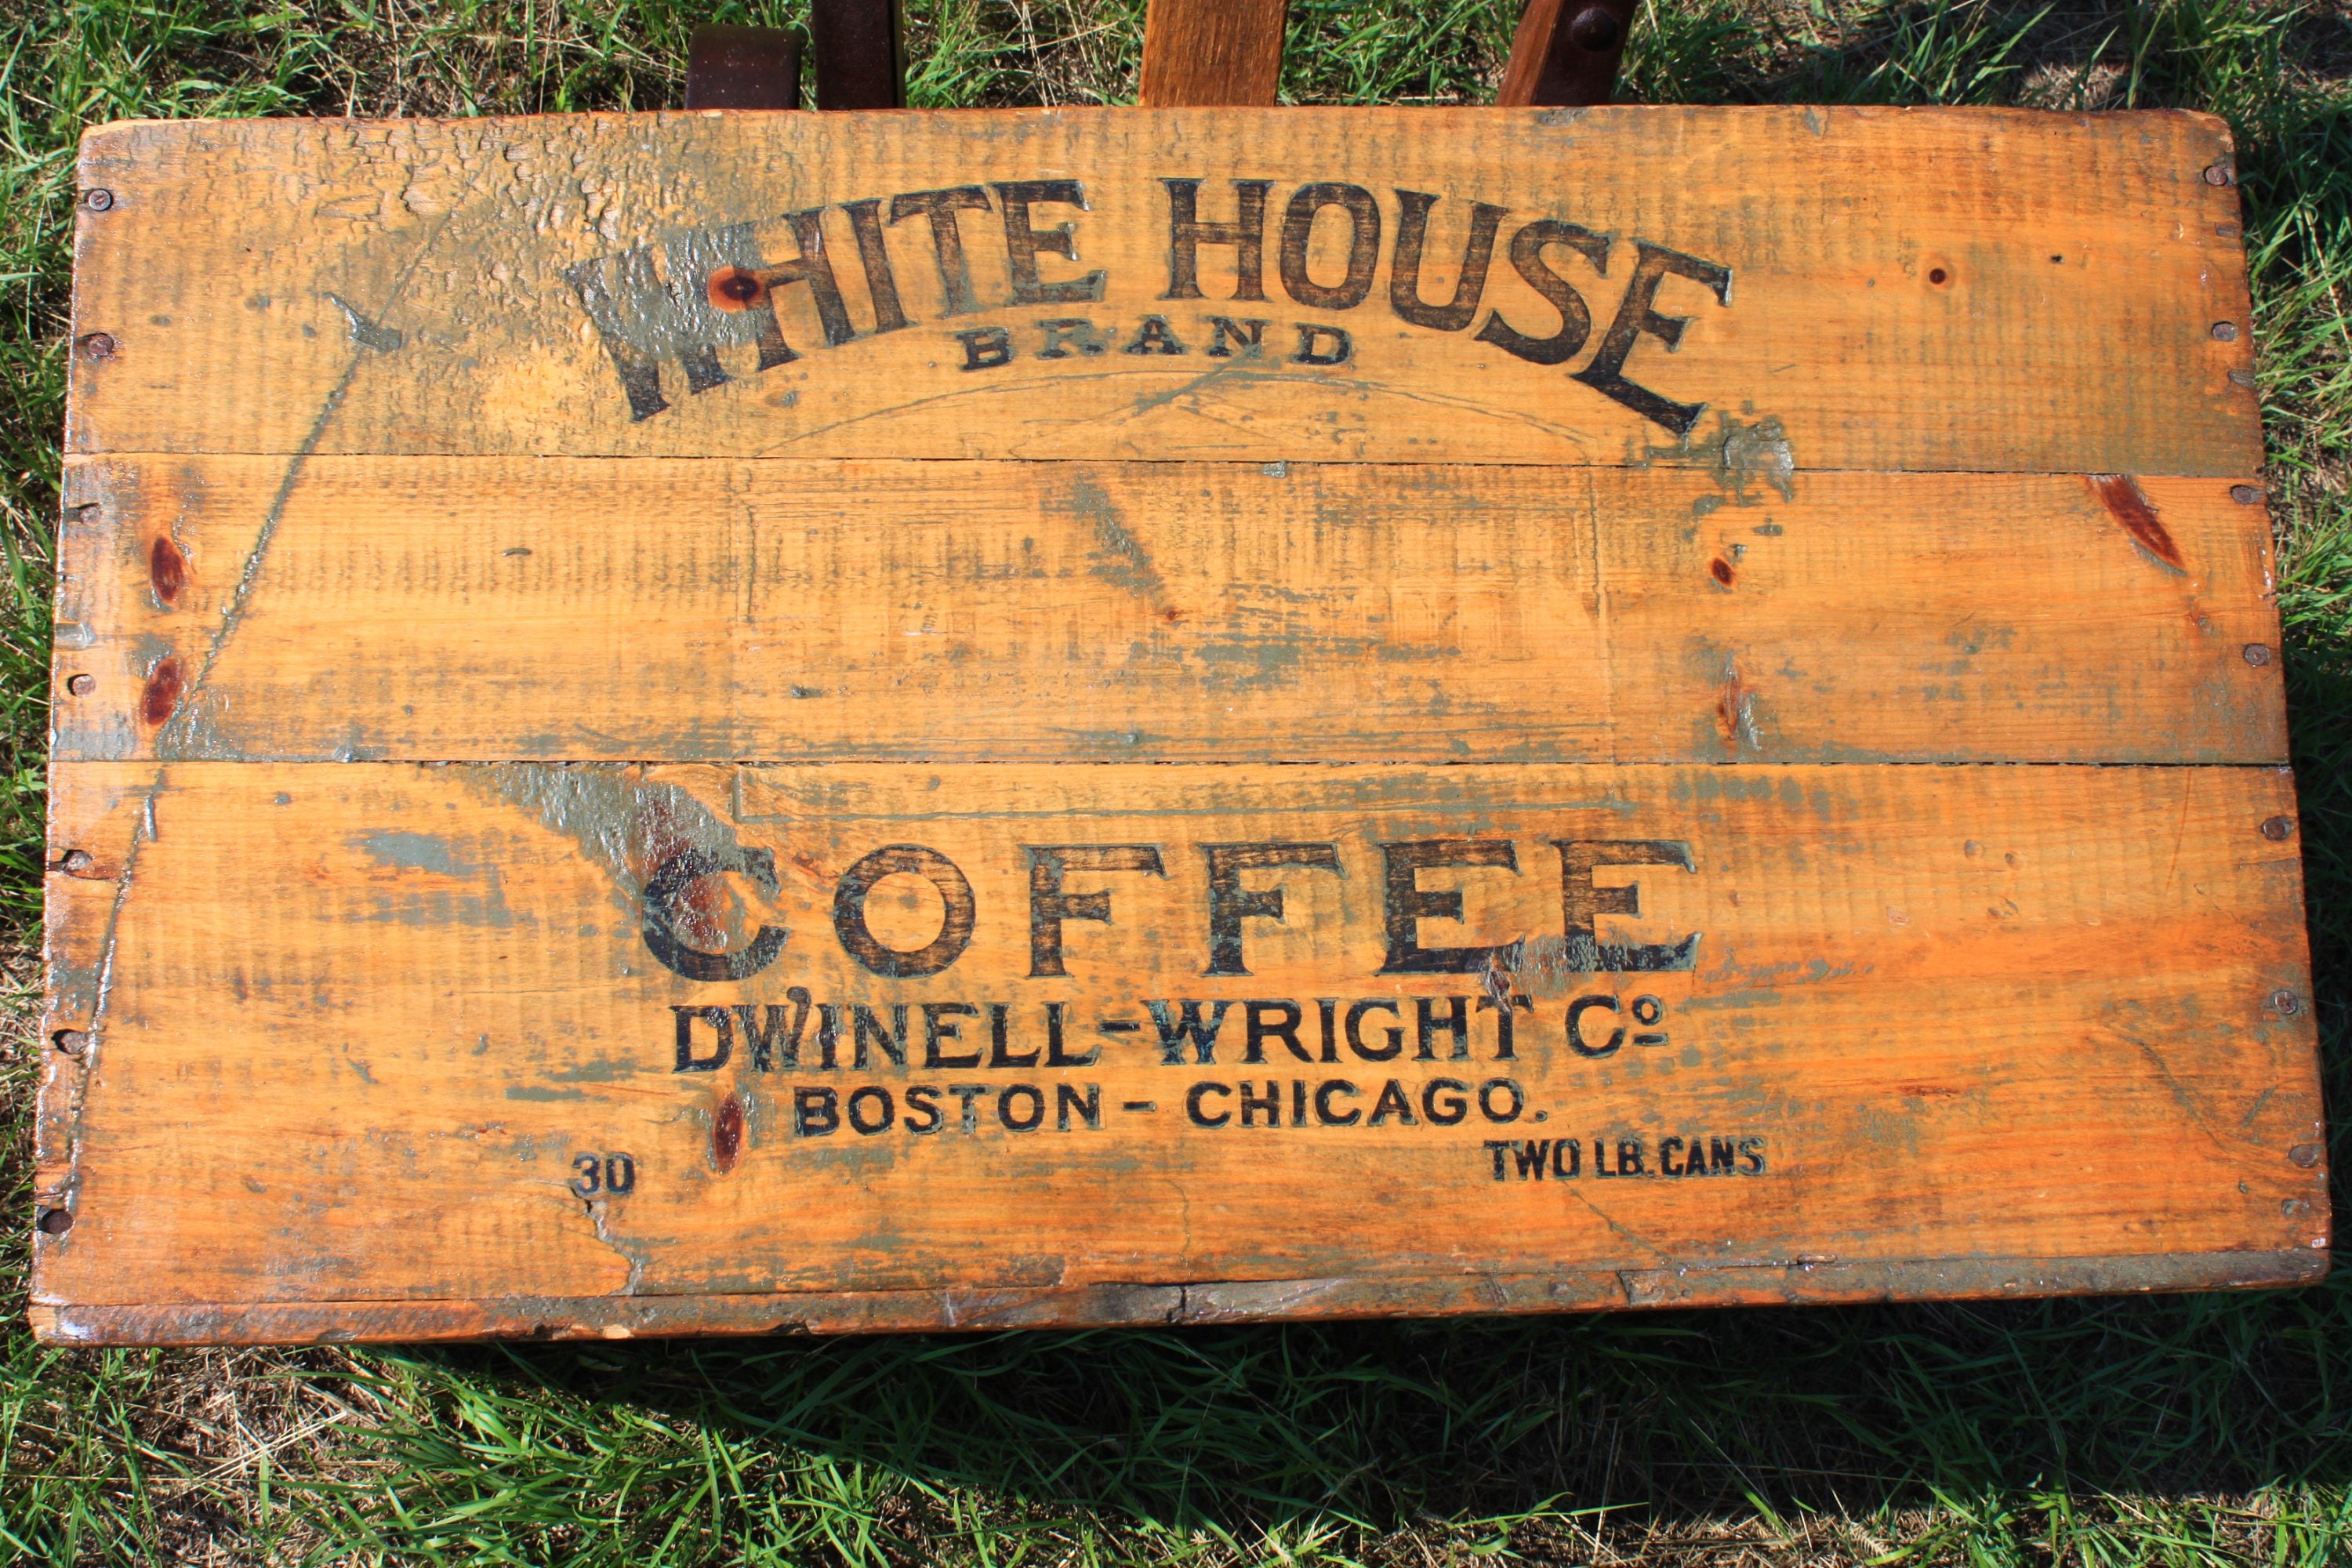 WHITE HOUSE
BRAND
COFFEE
DWINELL-WRIGHT Cº
BOSTON - CHICAGO.
30 TWO LB. CANS